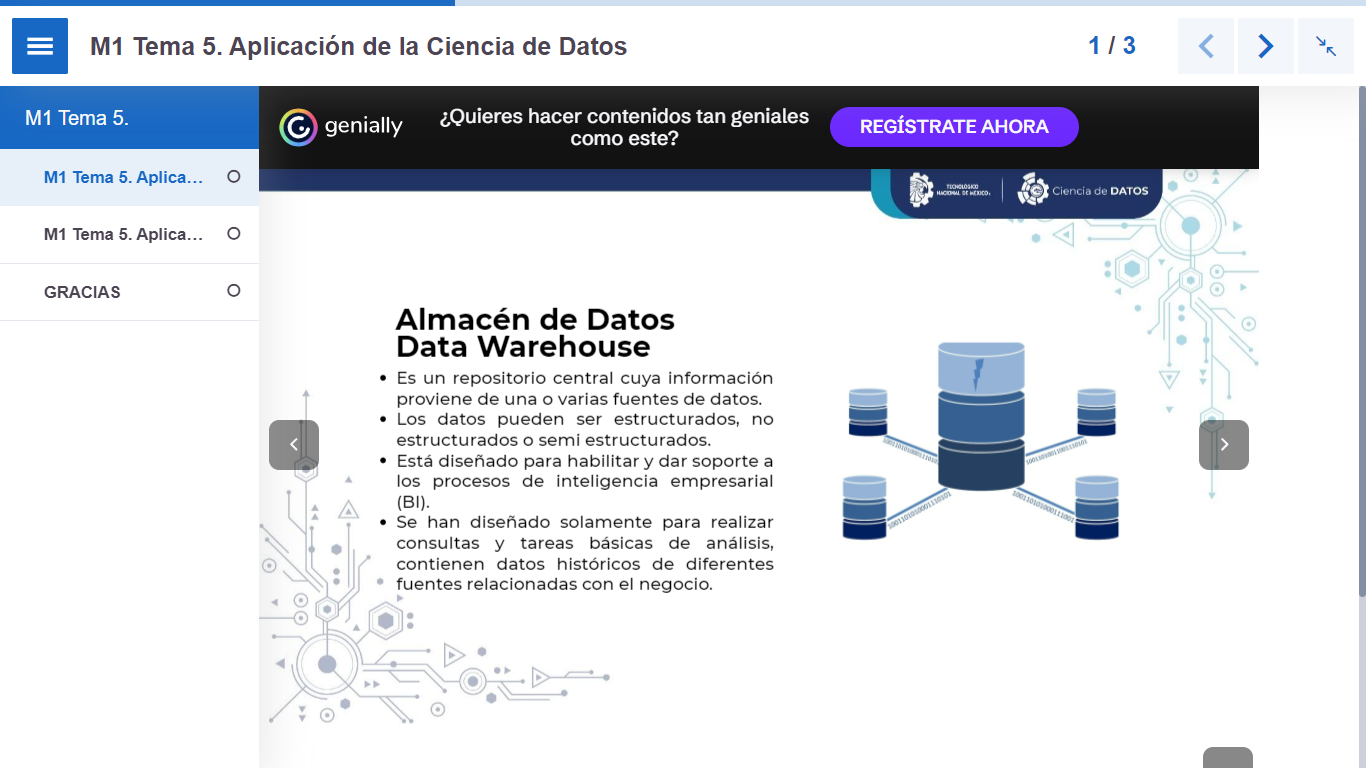 M1 Tema 5. Aplicación de la Ciencia de Datos
1 / 3
M1 Tema 5.
M1 Tema 5. Aplica...
M1 Tema 5. Aplica...
GRACIAS
genially
¿Quieres hacer contenidos tan geniales
como este?
REGÍSTRATE AHORA
TECNOLÓGICO
NACIONAL DE MÉXICO
Ciencia de DATOS
Almacén de Datos
Data Warehouse
• Es un repositorio central cuya información
proviene de una o varias fuentes de datos.
• Los datos pueden ser estructurados, no
estructurados o semi estructurados.
• Está diseñado para habilitar y dar soporte a
los procesos de inteligencia empresarial
(BI).
• Se han diseñado solamente para realizar
consultas y tareas básicas de análisis,
contienen datos históricos de diferentes
fuentes relacionadas con el negocio.